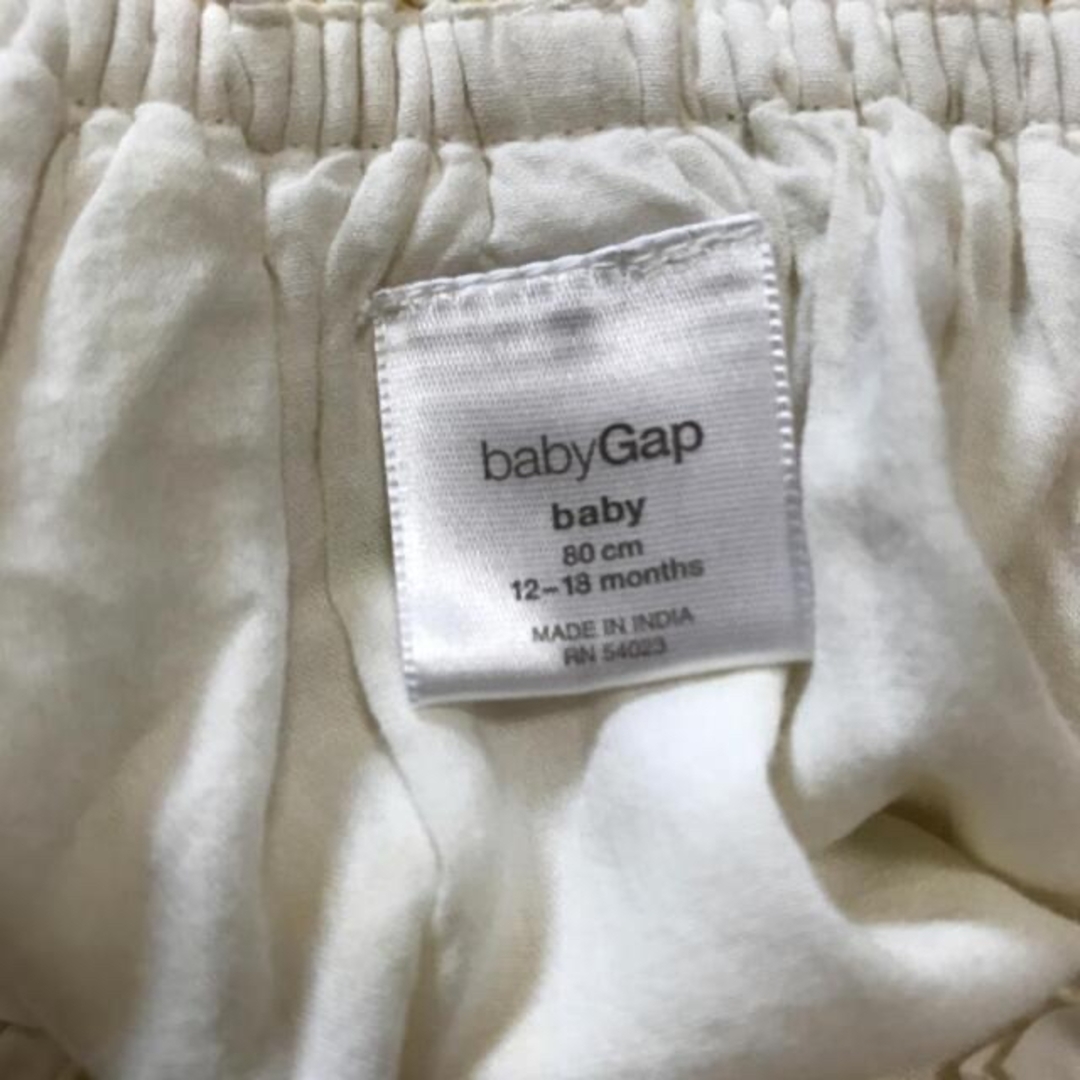 babyGap
baby
80 cm
12–18 months
MADE IN INDIA
RN 54023